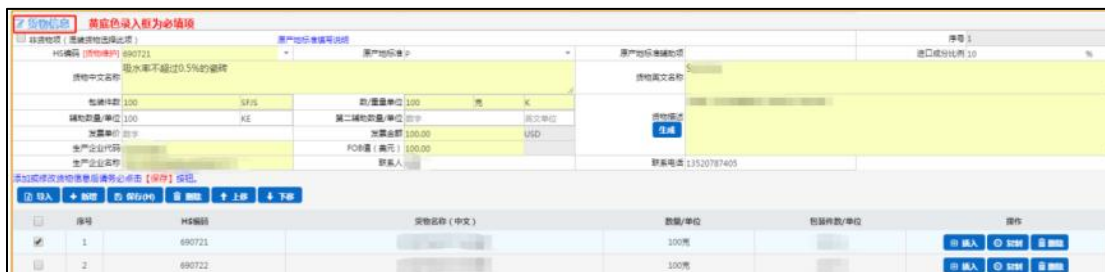 货物信息 黄底色录入框为必填项
非货物项（是非货物选择此项） 原产地标准填写说明 序号 1
HS编码 690721 原产地标准 P 原产地标准辅助项 进口成分比例 10 %
货物中文名称 吸水率不超过0.5%的瓷砖 货物英文名称 S
包装件数 100 数/重量单位 100 克 K 货物描述
辅助数量/单位 100 KE 第二辅助数量/单位 数字 英文单位 生成
发票单价 数字 发票金额 100.00 USD
生产企业代码 FOB值（美元） 100.00
生产企业名称 联系人 联系电话 13520787405
添加或修改货物信息后请务必点击【保存】按钮。
导入 新增 保存(M) 删除 上移 下移
序号 HS编码 货物名称（中文） 数量/单位 包装件数/单位 操作
1 690721 100克 插入 复制 删除
2 690722 100克 插入 复制 删除